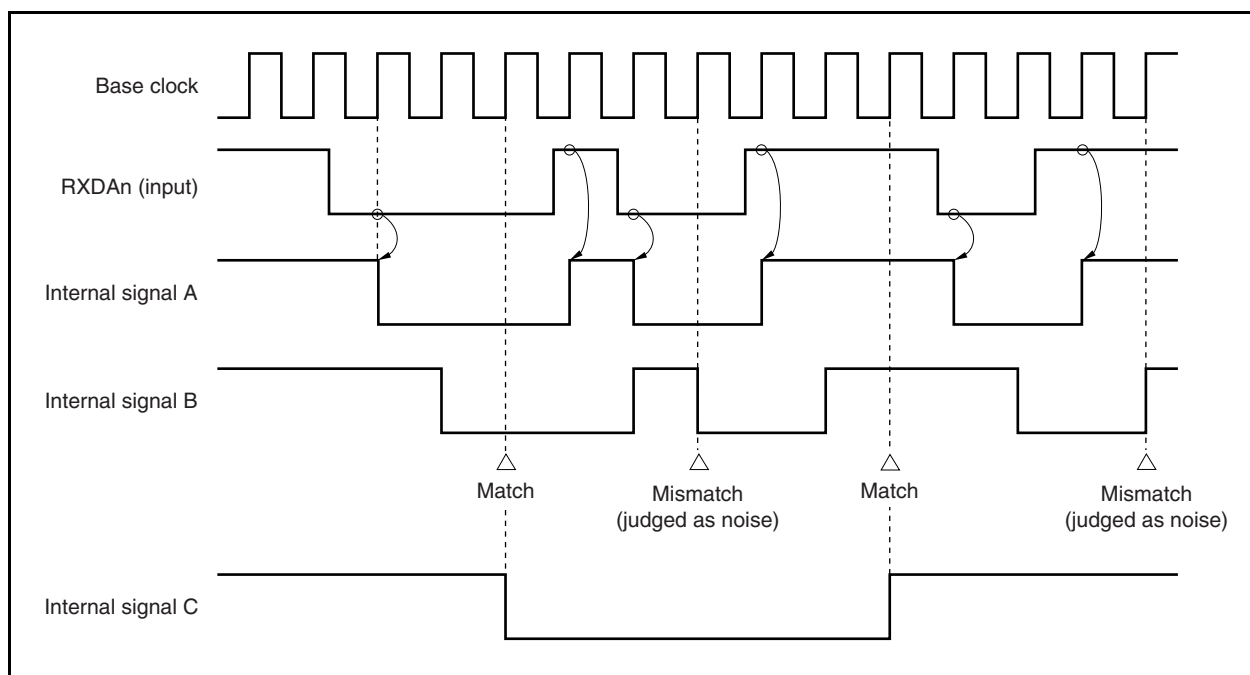 Base clock
RXDAn (input)
Internal signal A
Internal signal B
Match
Mismatch
(judged as noise)
Match
Mismatch
(judged as noise)
Internal signal C